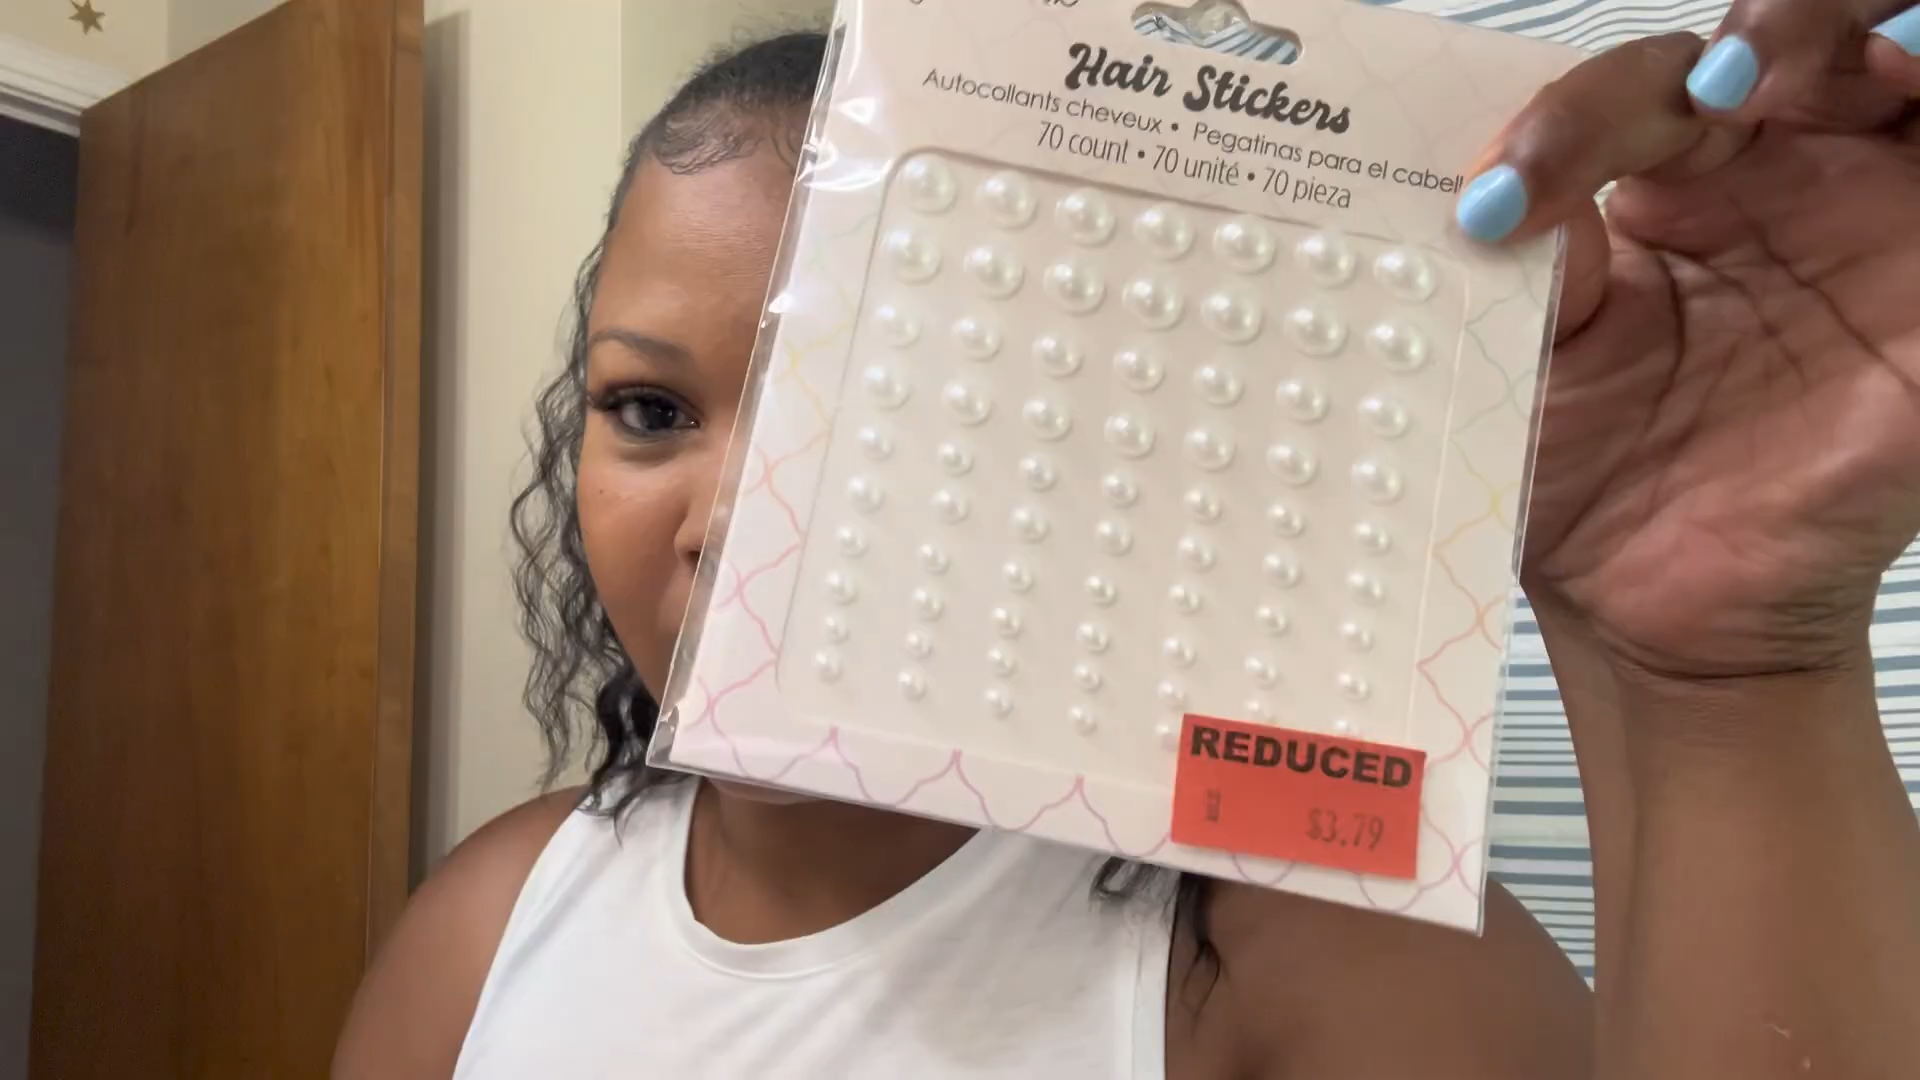 Hair Stickers
Autocollants cheveux • Pegatinas para el cabell
70 count • 70 unité • 70 pieza
REDUCED
$3.79